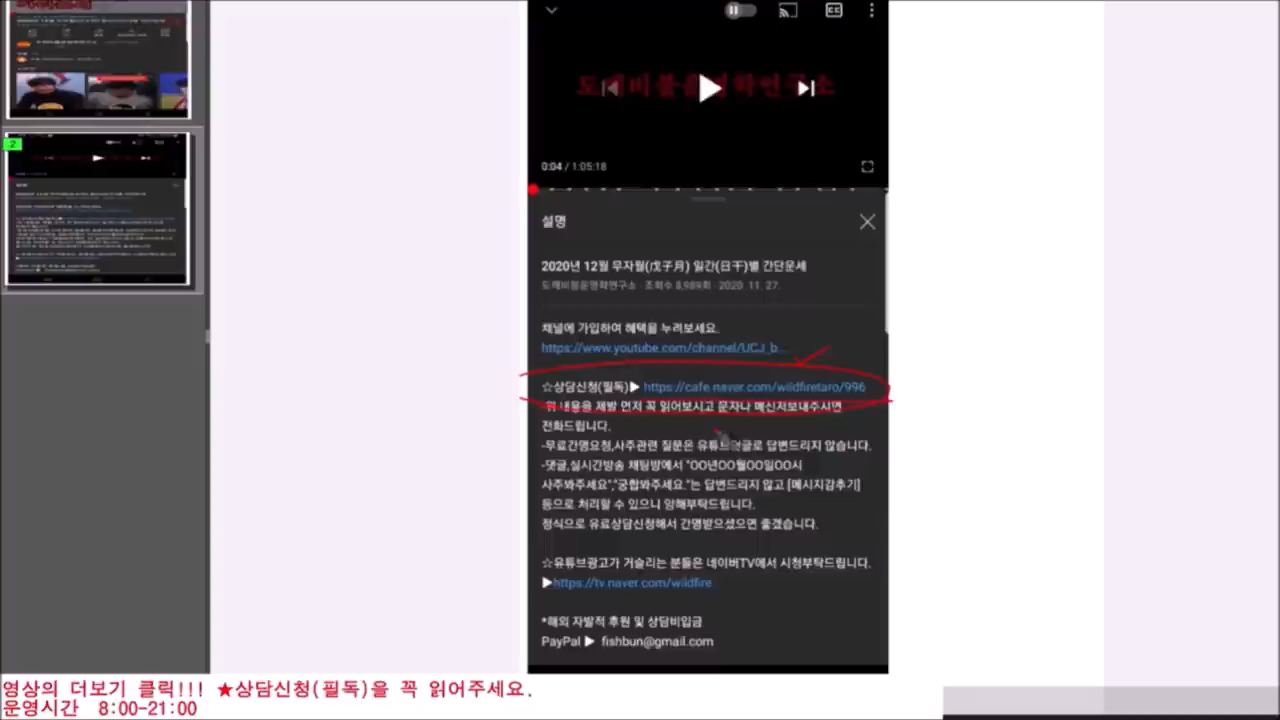 2
0:04 / 1:05:18
설명
2020년 12월 무자월(戊子月) 일간(日干)별 간단운세
도깨비불운명학연구소 · 조회수 8,989회 · 2020. 11. 27.
채널에 가입하여 혜택을 누려보세요.
https://www.youtube.com/channel/UCJ_b...
☆상담신청(필독)▶ https://cafe.naver.com/wildfiretaro/996
위 내용을 제발 먼저 꼭 읽어보시고 문자나 메신저보내주시면
전화드립니다.
-무료간명요청,사주관련 질문은 유튜브댓글로 답변드리지 않습니다.
-댓글,실시간방송 채팅방에서 "OO년OO월OO일OO시
사주봐주세요","궁합봐주세요."는 답변드리지 않고 [메시지감추기]
등으로 처리할 수 있으니 양해부탁드립니다.
정식으로 유료상담신청해서 간명받으셨으면 좋겠습니다.
☆유튜브광고가 거슬리는 분들은 네이버TV에서 시청부탁드립니다.
▶https://tv.naver.com/wildfire
*해외 자발적 후원 및 상담비입금
PayPal ▶ fishbun@gmail.com
영상의 더보기 클릭!!! ★상담신청(필독)을 꼭 읽어주세요.
운영시간 8:00-21:00